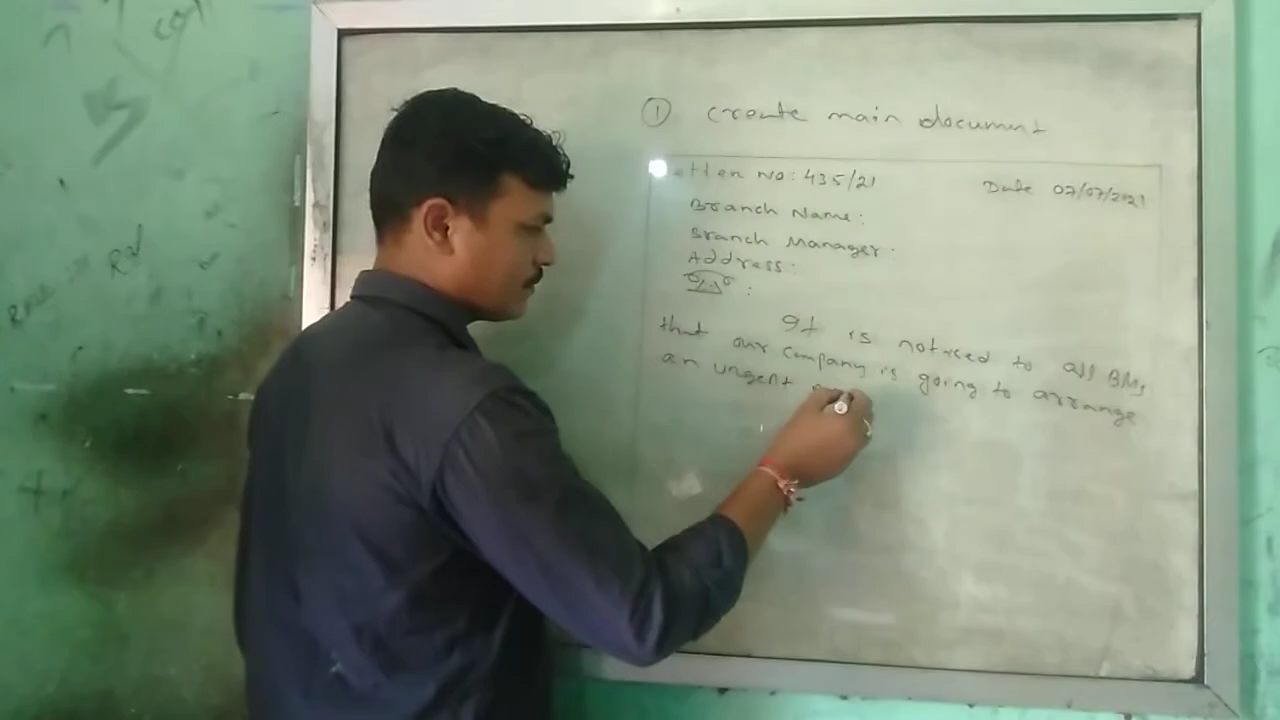 ① create main document
Letter no: 435/21 Date 07/07/2021
Branch Name:
Branch Manager:
Address:
☎:
It is noticed to all BMs
that our company is going to arrange
an urgent